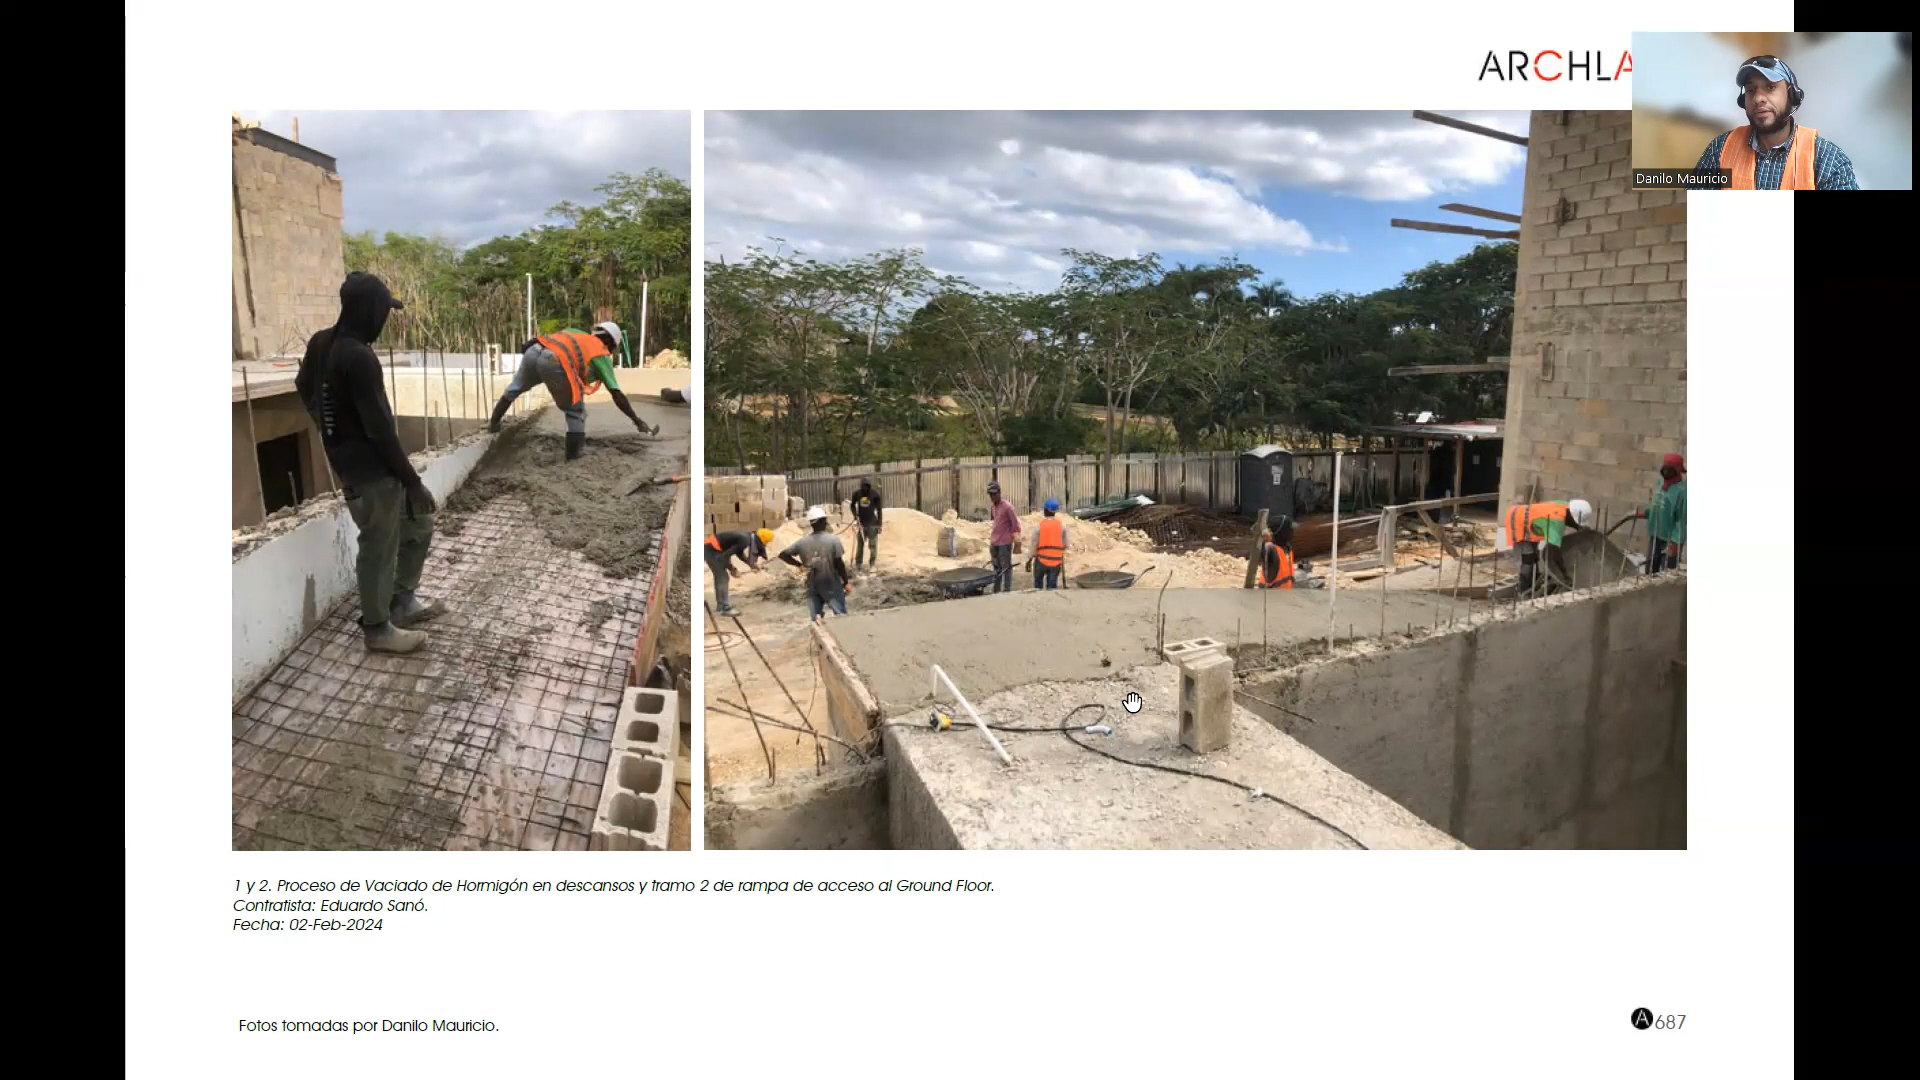 ARCHLA
Danilo Mauricio
1 y 2. Proceso de Vaciado de Hormigón en descansos y tramo 2 de rampa de acceso al Ground Floor.
Contratista: Eduardo Sanó.
Fecha: 02-Feb-2024
Fotos tomadas por Danilo Mauricio.
A 687